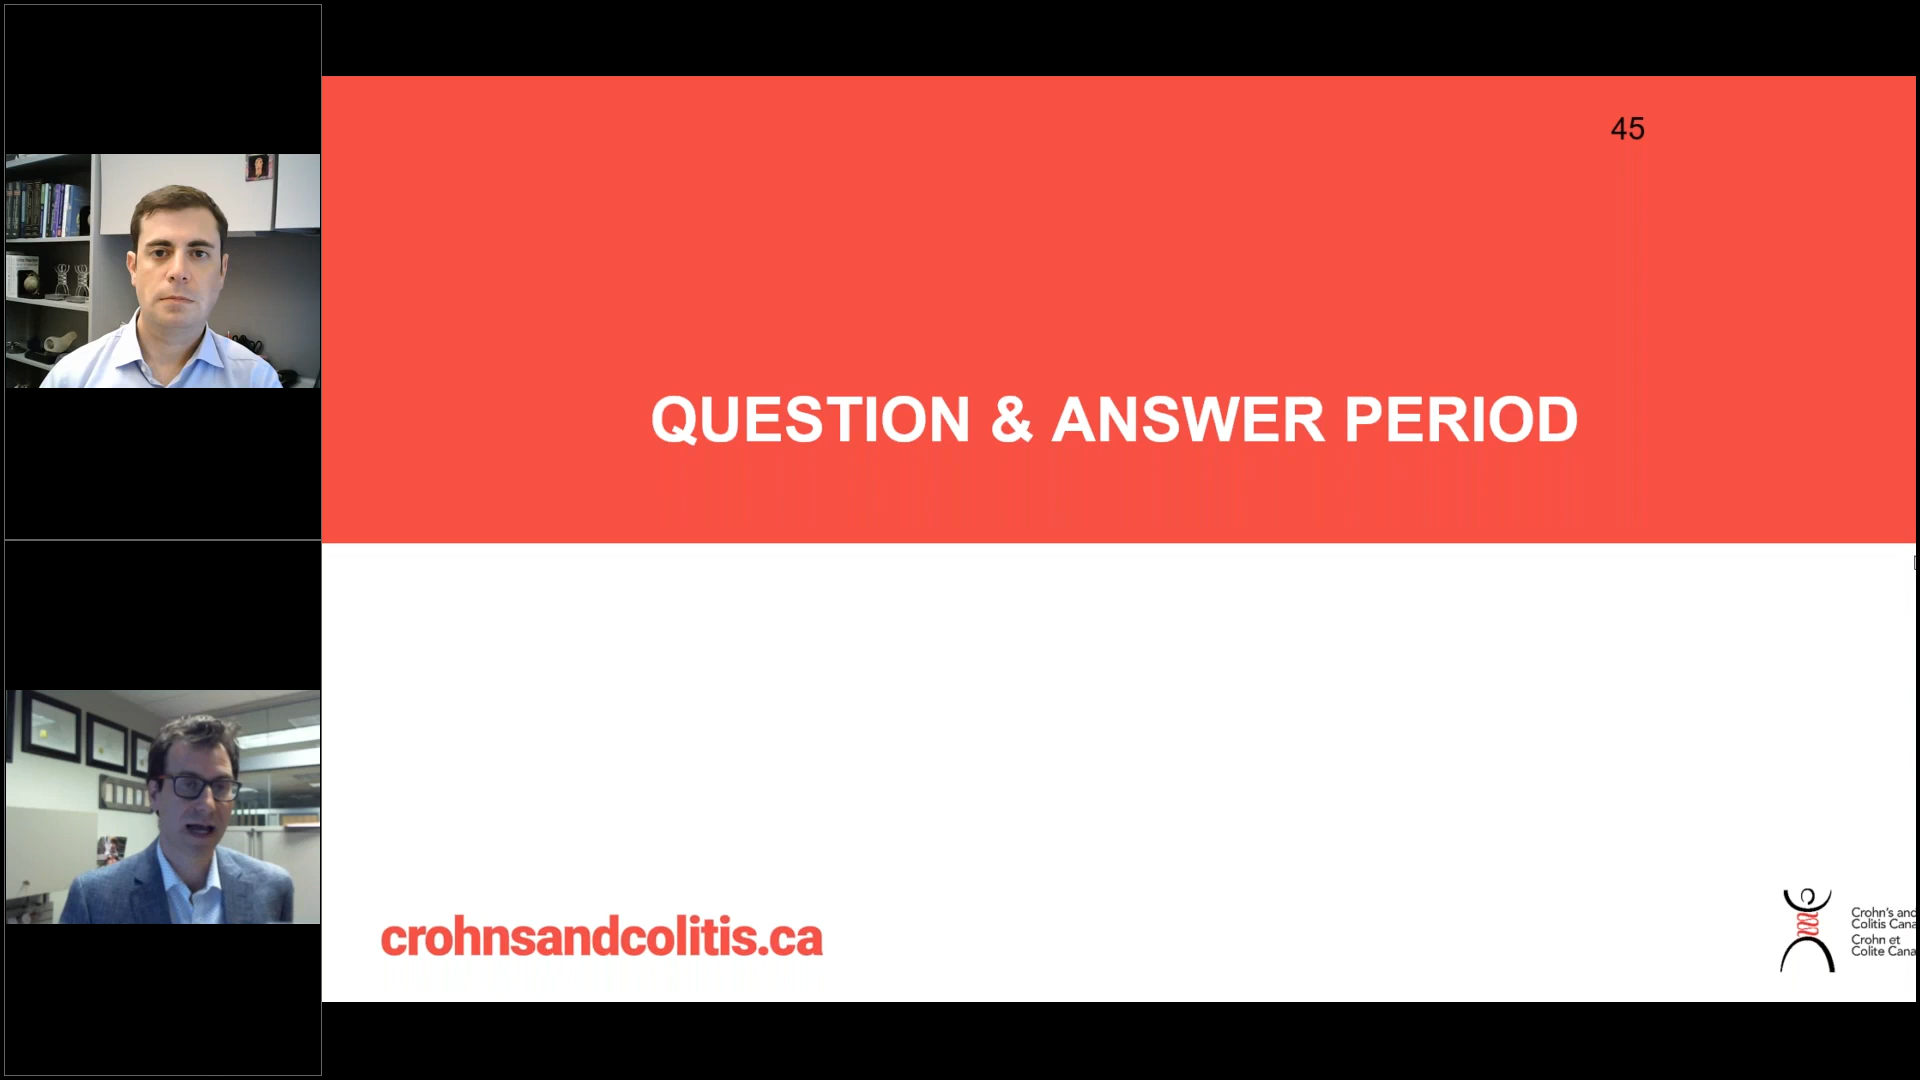 45
QUESTION & ANSWER PERIOD
crohnsandcolitis.ca
Crohn's and
Colitis Cana
Crohn et
Colite Cana